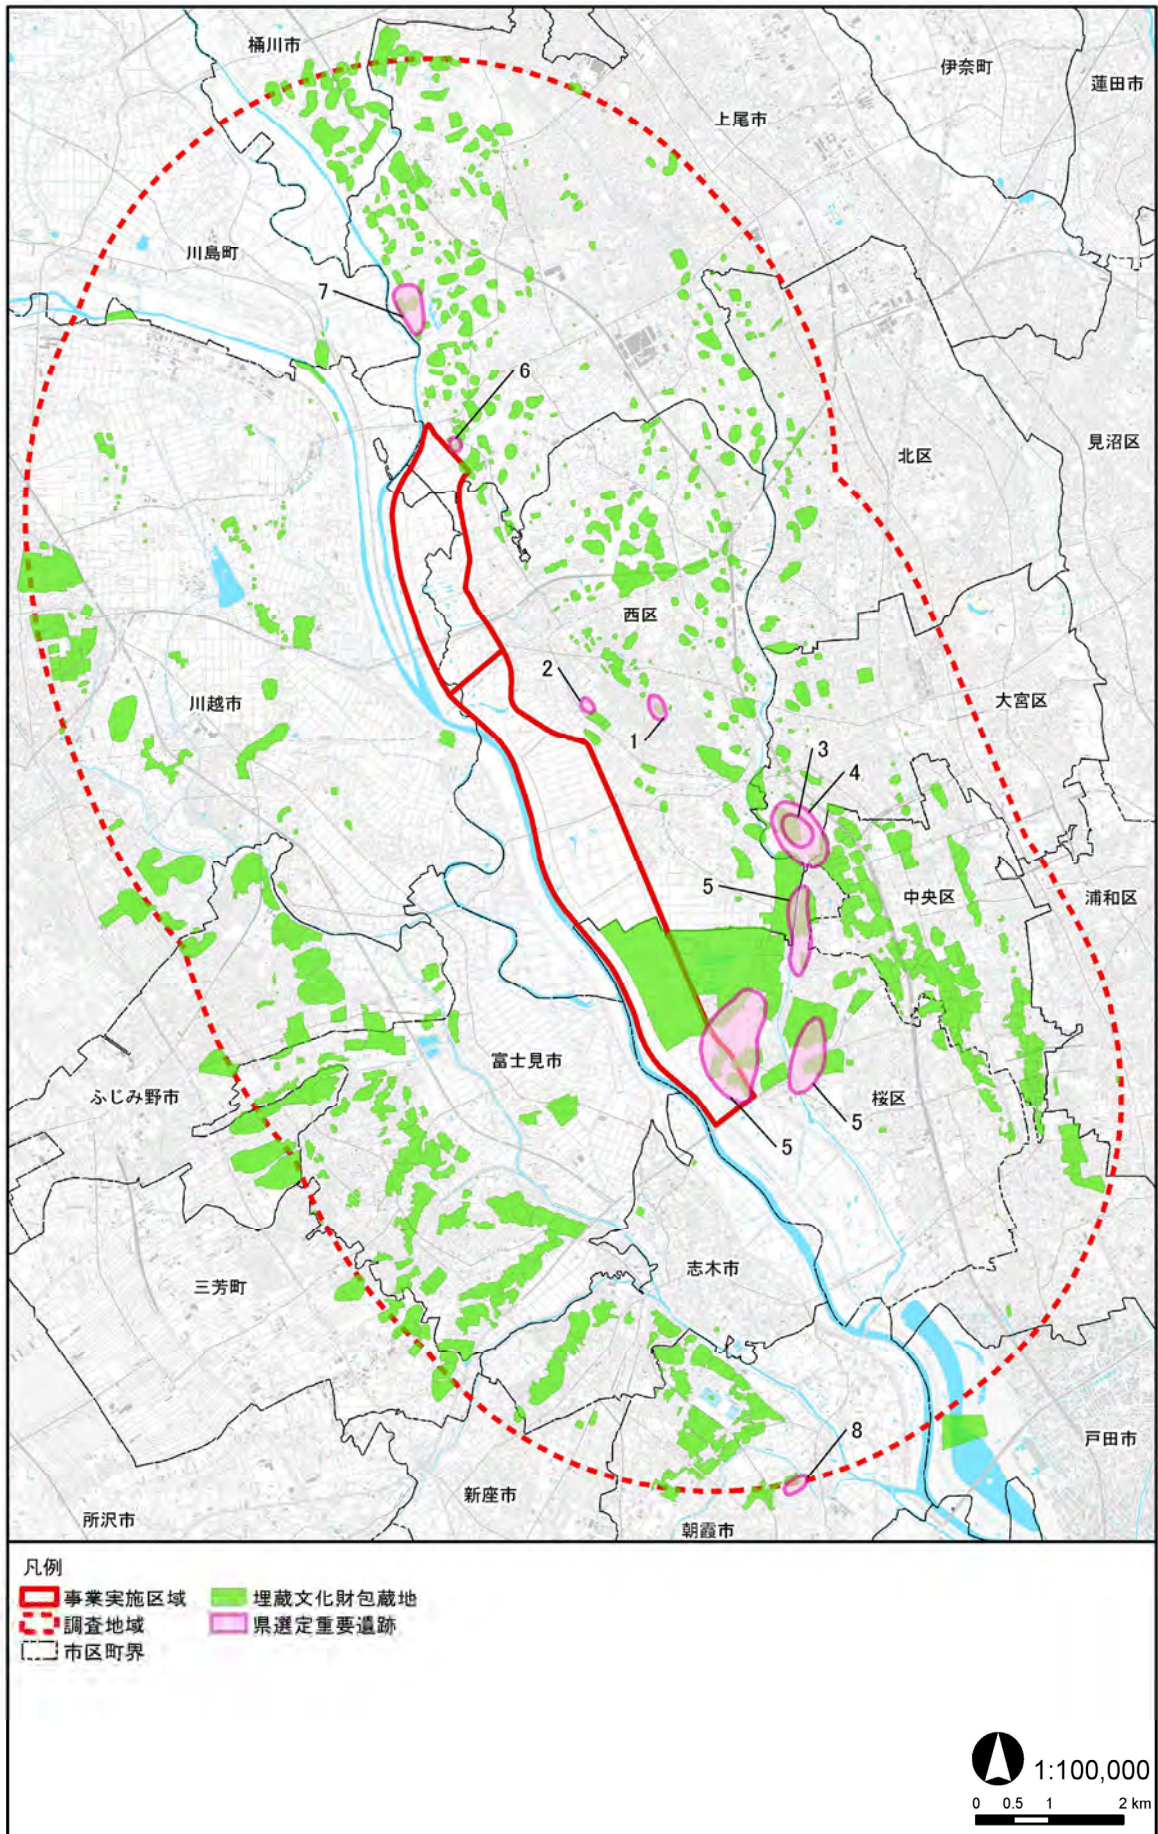 桶川市
伊奈町
蓮田市
上尾市
川島町
7
6
北区
見沼区
西区
2
1
川越市
大宮区
3
4
5
中央区
浦和区
富士見市
ふじみ野市
桜区
5
5
三芳町
志木市
8
戸田市
新座市
所沢市
朝霞市
凡例
事業実施区域
埋蔵文化財包蔵地
調査地域
県選定重要遺跡
市区町界
1:100,000
0 0.5 1 2 km